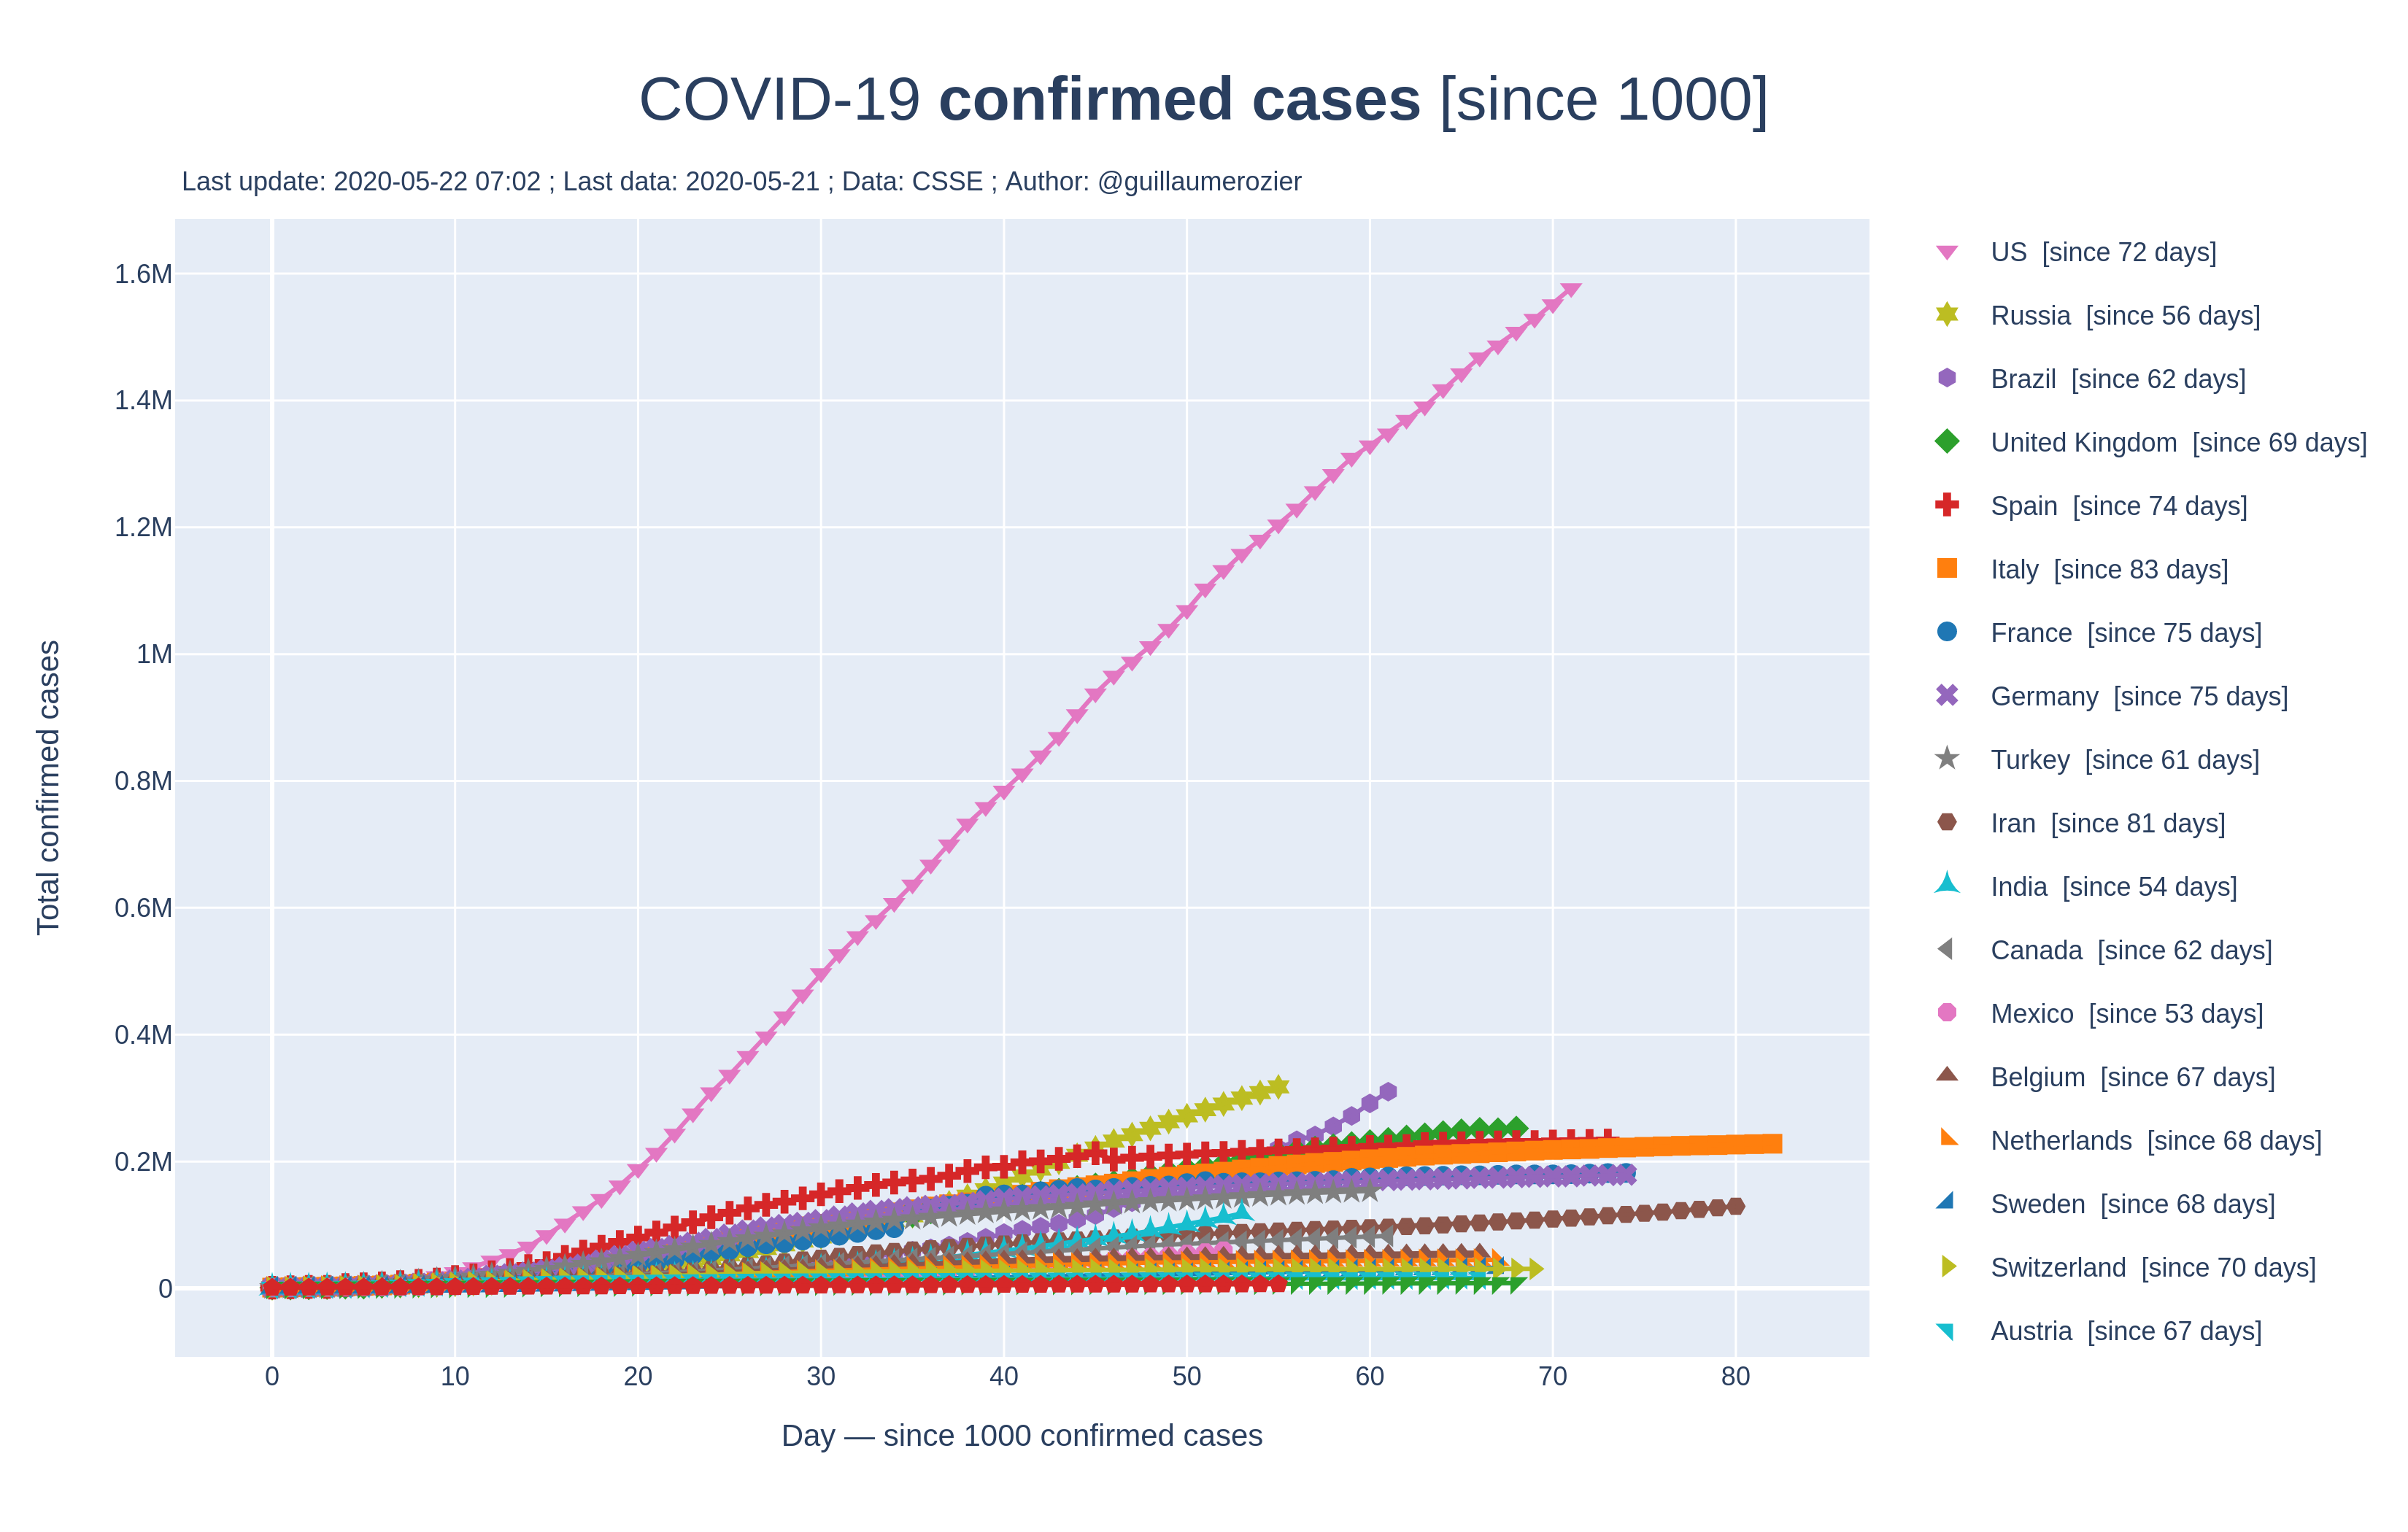 COVID-19 confirmed cases [since 1000]
Last update: 2020-05-22 07:02 ; Last data: 2020-05-21 ; Data: CSSE ; Author: @guillaumerozier
Total confirmed cases
1.6M
1.4M
1.2M
1M
0.8M
0.6M
0.4M
0.2M
0
0 10 20 30 40 50 60 70 80
Day — since 1000 confirmed cases
US [since 72 days]
Russia [since 56 days]
Brazil [since 62 days]
United Kingdom [since 69 days]
Spain [since 74 days]
Italy [since 83 days]
France [since 75 days]
Germany [since 75 days]
Turkey [since 61 days]
Iran [since 81 days]
India [since 54 days]
Canada [since 62 days]
Mexico [since 53 days]
Belgium [since 67 days]
Netherlands [since 68 days]
Sweden [since 68 days]
Switzerland [since 70 days]
Austria [since 67 days]